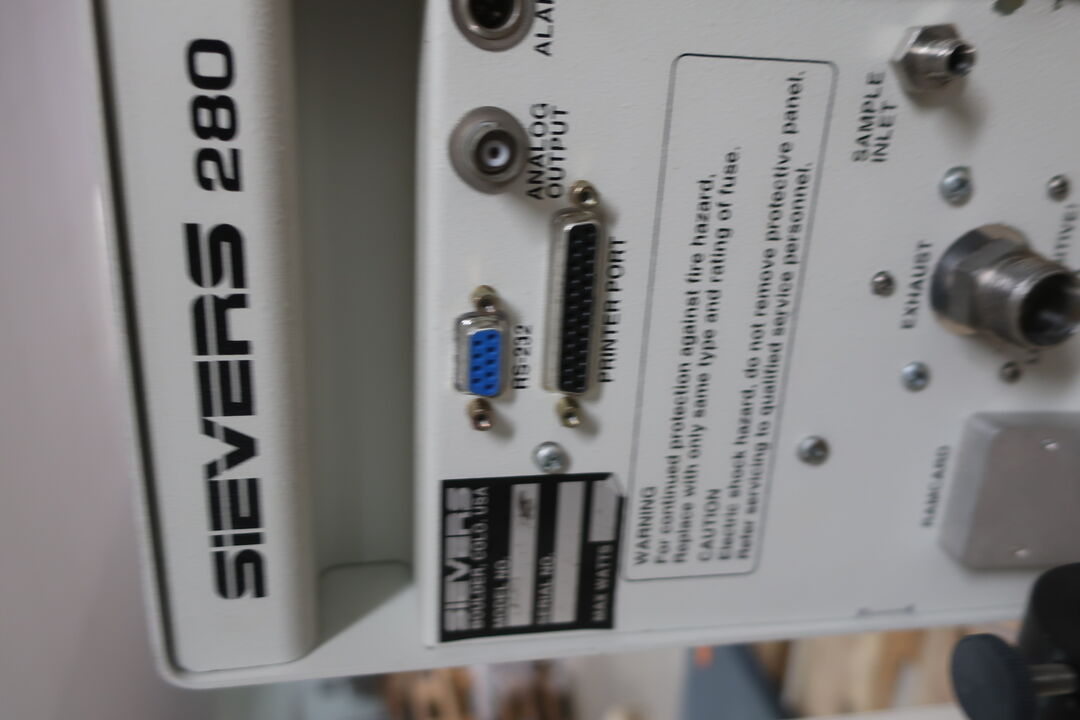 SIEVERS 280
ANALOG
OUTPUT
RS-232
PRINTER PORT
SIEVERS
BOULDER, COLO. USA
MODEL NO.
SERIAL NO.
MAX WATTS
WARNING
For continued protection against fire hazard,
Replace with only same type and rating of fuse.
CAUTION
Electric shock hazard, do not remove protective panel.
Refer servicing to qualified service personnel.
SAMPLE
INLET
EXHAUST
RAMCARD